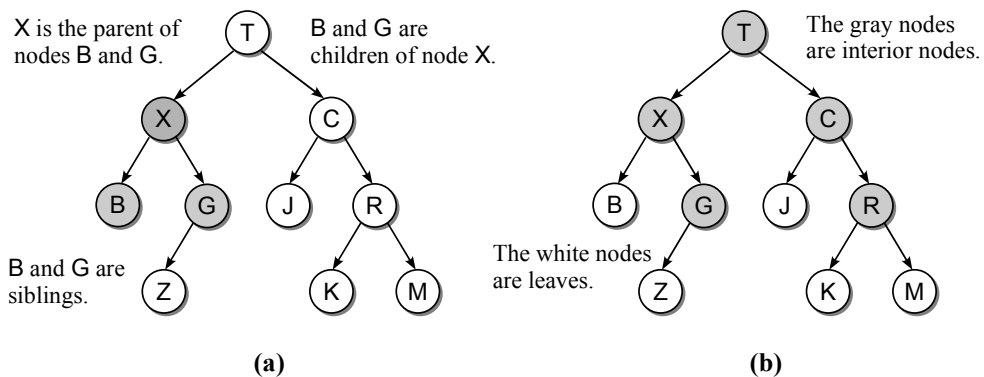 X is the parent of
nodes B and G.
T
B and G are
children of node X.
X
C
B
G
J
R
B and G are
siblings.
Z
K
M
(a)
T
The gray nodes
are interior nodes.
X
C
B
G
J
R
The white nodes
are leaves.
Z
K
M
(b)